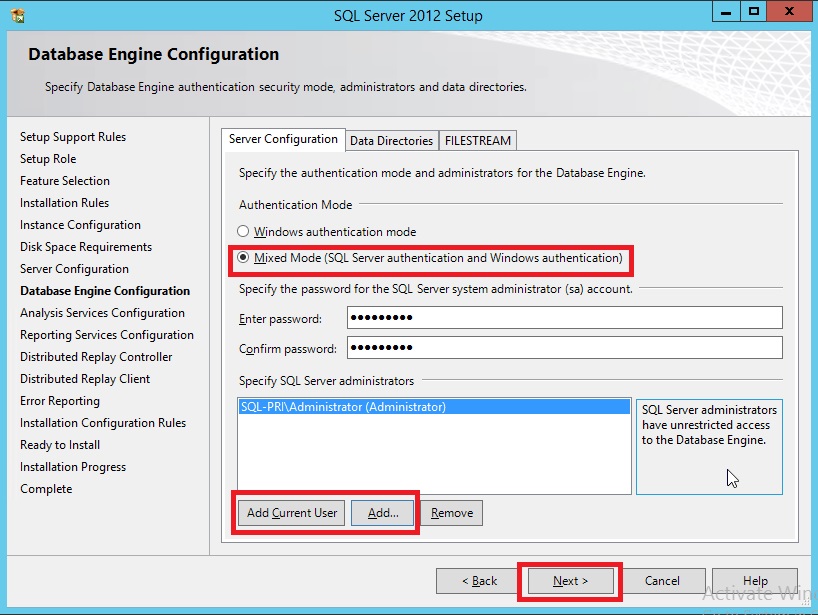 SQL Server 2012 Setup
Database Engine Configuration
Specify Database Engine authentication security mode, administrators and data directories.
Setup Support Rules
Setup Role
Feature Selection
Installation Rules
Instance Configuration
Disk Space Requirements
Server Configuration
Database Engine Configuration
Analysis Services Configuration
Reporting Services Configuration
Distributed Replay Controller
Distributed Replay Client
Error Reporting
Installation Configuration Rules
Ready to Install
Installation Progress
Complete
Server Configuration Data Directories FILESTREAM
Specify the authentication mode and administrators for the Database Engine.
Authentication Mode
Windows authentication mode
Mixed Mode (SQL Server authentication and Windows authentication)
Specify the password for the SQL Server system administrator (sa) account.
Enter password: ●●●●●●●●●
Confirm password: ●●●●●●●●●
Specify SQL Server administrators
SQL-PRI\Administrator (Administrator)
SQL Server administrators
have unrestricted access
to the Database Engine.
Add Current User Add... Remove
< Back Next > Cancel Help
Activate Win